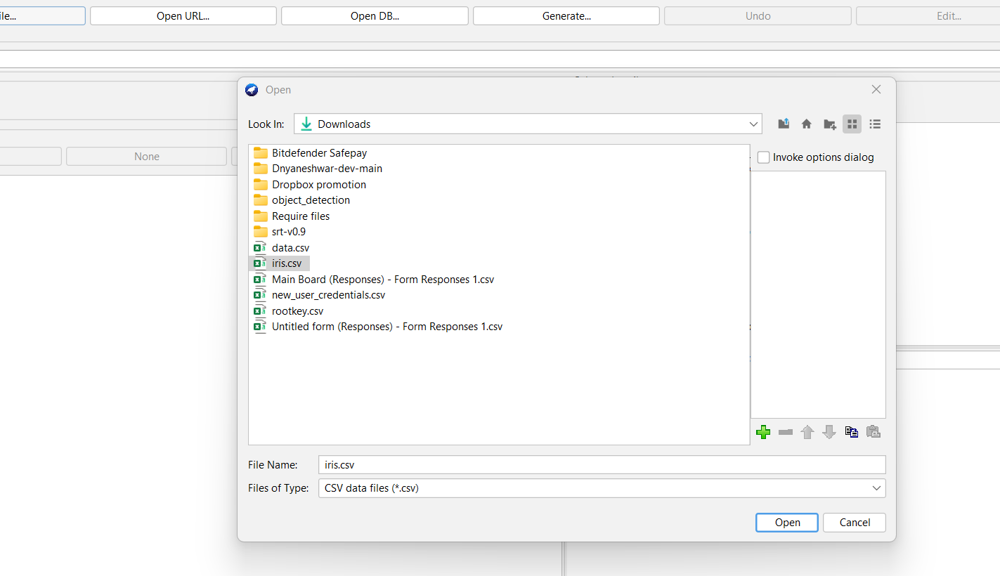 ile...
Open URL...
Open DB...
Generate...
Undo
Edit...
Open
Look In:
Downloads
None
Bitdefender Safepay
Dnyaneshwar-dev-main
Dropbox promotion
object_detection
Require files
srt-v0.9
data.csv
iris.csv
Main Board (Responses) - Form Responses 1.csv
new_user_credentials.csv
rootkey.csv
Untitled form (Responses) - Form Responses 1.csv
Invoke options dialog
File Name:
iris.csv
Files of Type:
CSV data files (*.csv)
Open
Cancel